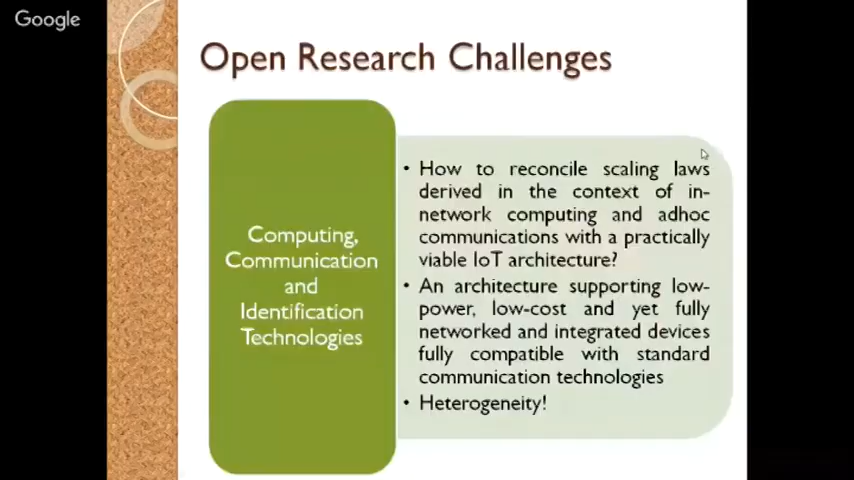 Google
Open Research Challenges
Computing,
Communication
and
Identification
Technologies
• How to reconcile scaling laws
derived in the context of in-
network computing and adhoc
communications with a practically
viable IoT architecture?
• An architecture supporting low-
power, low-cost and yet fully
networked and integrated devices
fully compatible with standard
communication technologies
• Heterogeneity!